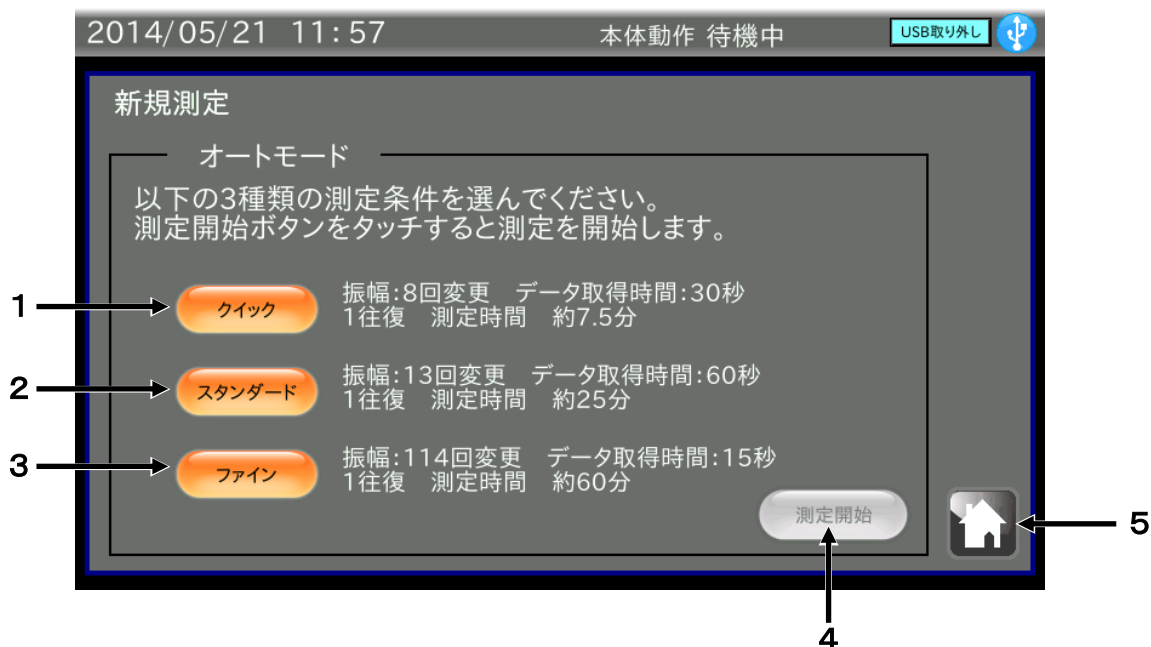 2014/05/21 11:57 本体動作 待機中 USB取り外し
新規測定
オートモード
以下の3種類の測定条件を選んでください。
測定開始ボタンをタッチすると測定を開始します。
1 クイック 振幅:8回変更 データ取得時間:30秒
1往復 測定時間 約7.5分
2 スタンダード 振幅:13回変更 データ取得時間:60秒
1往復 測定時間 約25分
3 ファイン 振幅:114回変更 データ取得時間:15秒
1往復 測定時間 約60分
測定開始
5
4